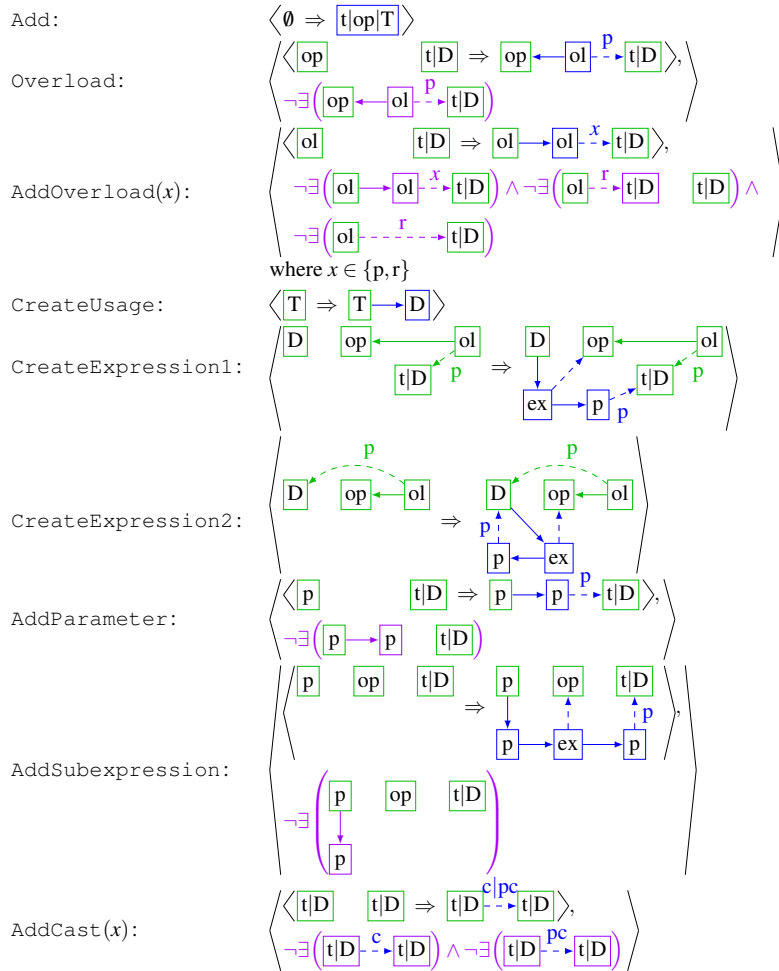 Add: ⟨∅ ⇒ t|op|T⟩
p
Overload: ⟨⟨op t|D ⇒ op ol t|D⟩,
p
¬∃(op ol t|D)⟩
x
AddOverload(x): ⟨⟨ol t|D ⇒ ol ol t|D⟩,
x r
¬∃(ol ol t|D) ∧ ¬∃(ol t|D t|D) ∧
r
¬∃(ol t|D)⟩
where x ∈ {p,r}
CreateUsage: ⟨T ⇒ T D⟩
D op ol D op ol
CreateExpression1: t|D p ⇒ t|D p
ex p p
p p
D op ol D op ol
CreateExpression2: ⇒ p
p ex
p
AddParameter: ⟨⟨p t|D ⇒ p p t|D⟩,
¬∃(p p t|D)⟩
p op t|D p op t|D
⇒ p ,
p ex p
AddSubexpression:
p op t|D
¬∃
p
c|pc
⟨⟨t|D t|D ⇒ t|D t|D⟩,
AddCast(x):
c pc
¬∃(t|D t|D) ∧ ¬∃(t|D t|D)⟩